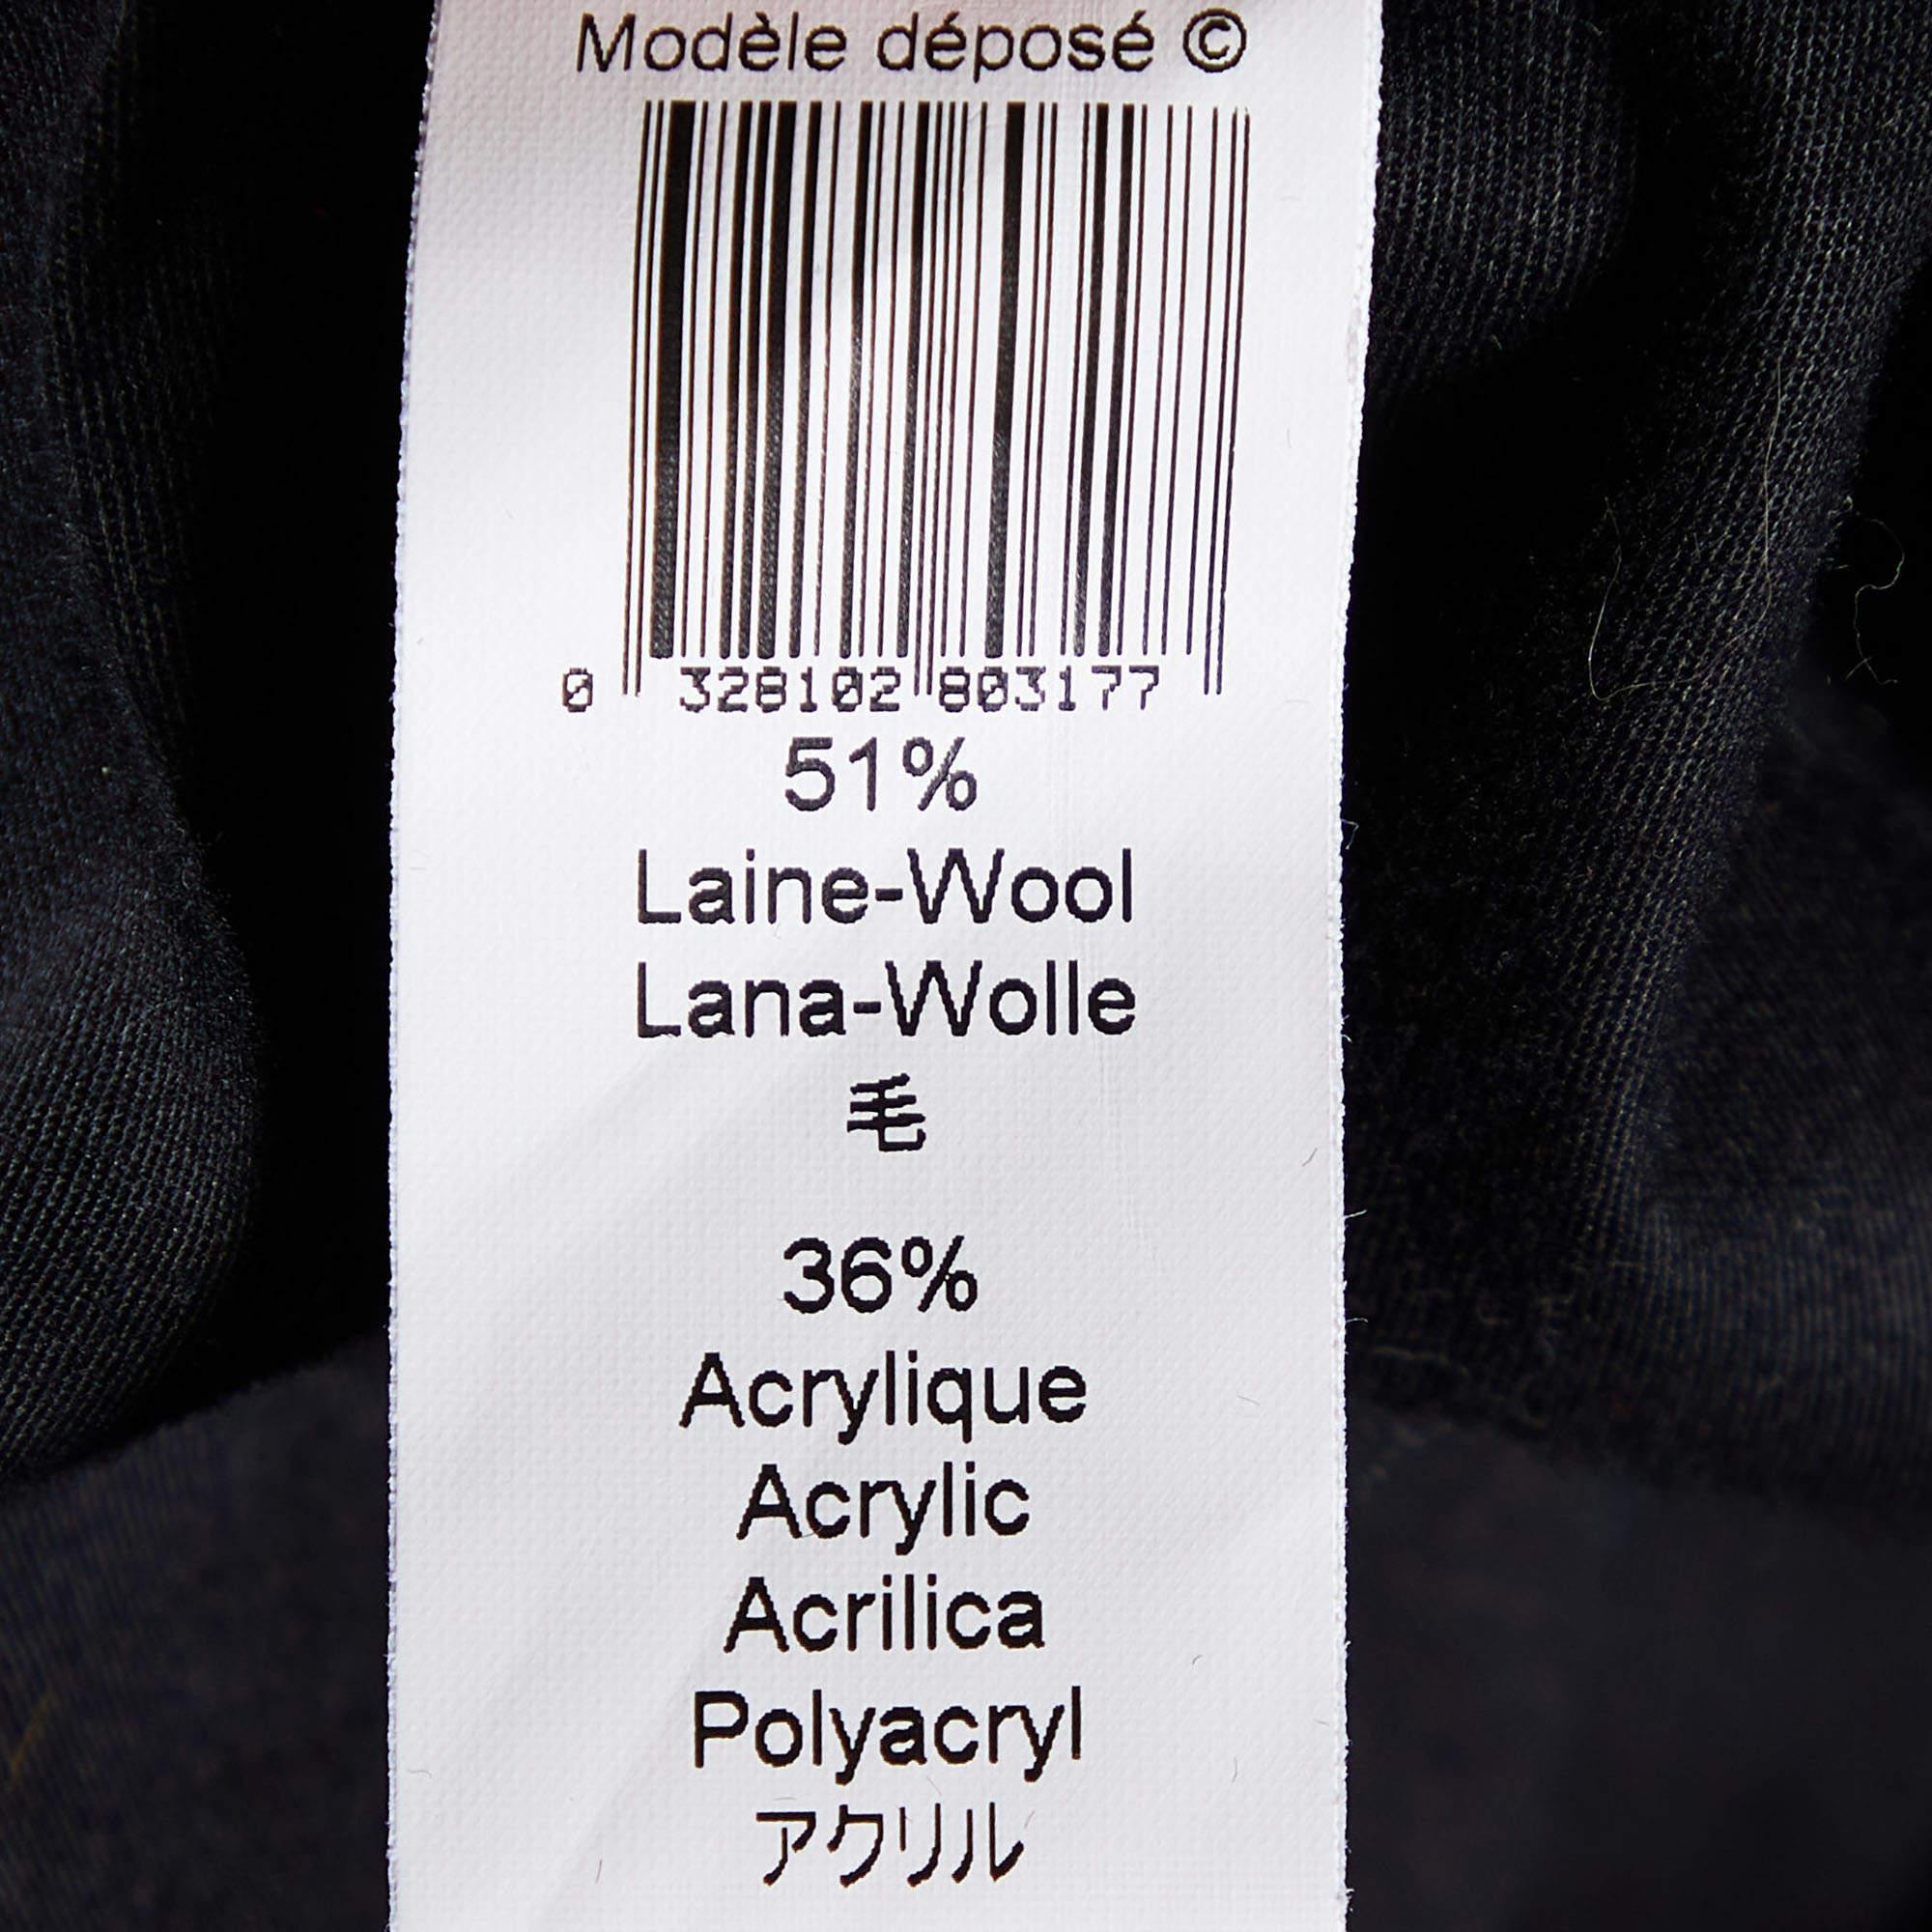 Modèle déposé ©
0 328102 803177
51%
Laine-Wool
Lana-Wolle
毛
36%
Acrylique
Acrylic
Acrilica
Polyacryl
アクリル